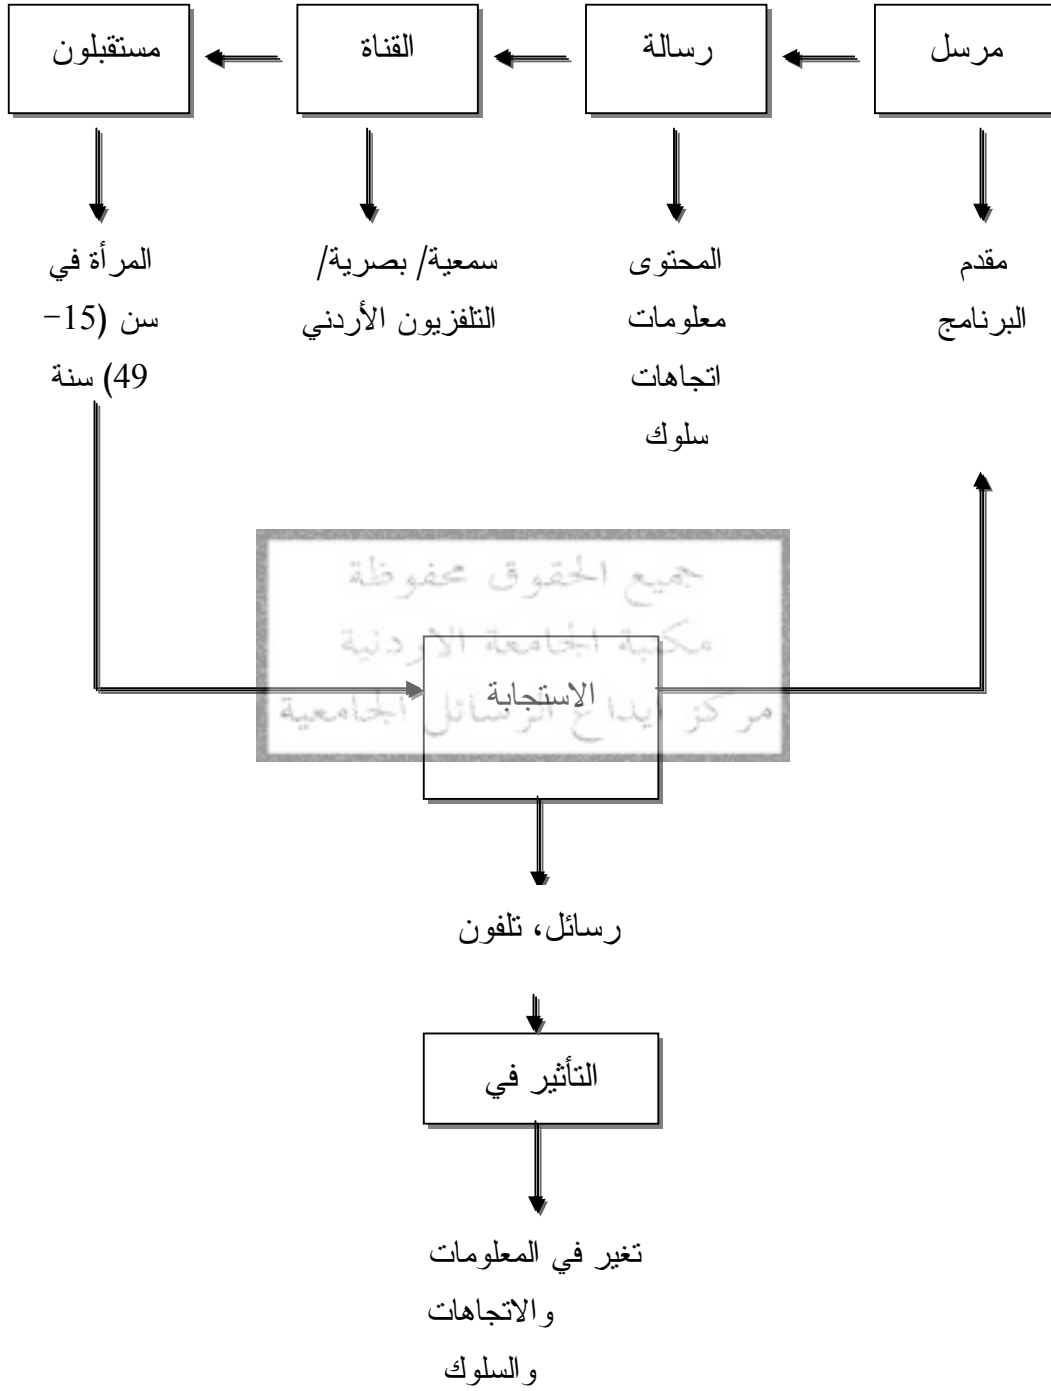 مرسل
رسالة
القناة
مستقبلون
مقدم
البرنامج
المحتوى
معلومات
اتجاهات
سلوك
سمعية/ بصرية/
التلفزيون الأردني
المرأة في
سن (15-
49) سنة
جميع الحقوق محفوظة
مكتبة الجامعة الاردنية
مركز ايداع الرسائل الجامعية
الاستجابة
رسائل، تلفون
التأثير في
تغير في المعلومات
والاتجاهات
والسلوك